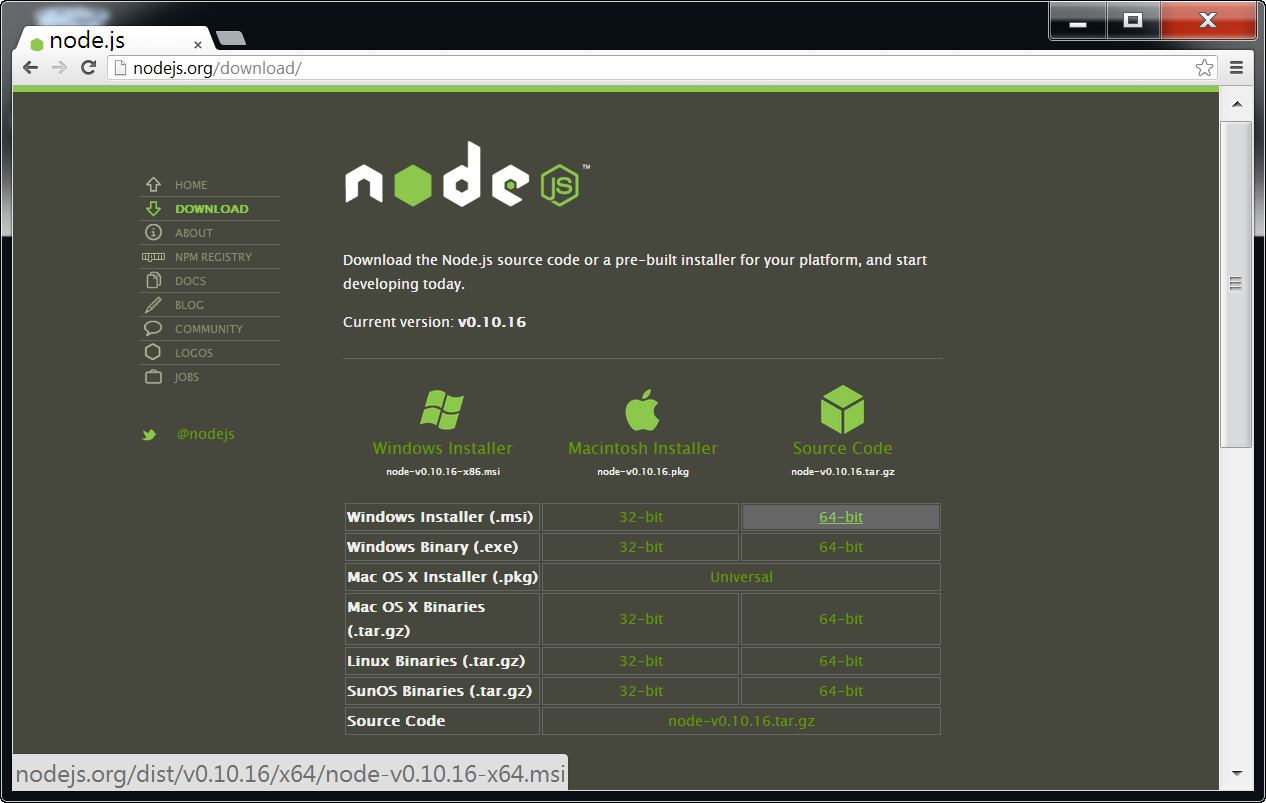 node.js
nodejs.org/download/
HOME
DOWNLOAD
ABOUT
NPM REGISTRY
DOCS
BLOG
COMMUNITY
LOGOS
JOBS
@nodejs
node JS ™
Download the Node.js source code or a pre-built installer for your platform, and start
developing today.
Current version: v0.10.16
Windows Installer Macintosh Installer Source Code
node-v0.10.16-x86.msi node-v0.10.16.pkg node-v0.10.16.tar.gz
Windows Installer (.msi) 32-bit 64-bit
Windows Binary (.exe) 32-bit 64-bit
Mac OS X Installer (.pkg) Universal
Mac OS X Binaries
(.tar.gz) 32-bit 64-bit
Linux Binaries (.tar.gz) 32-bit 64-bit
SunOS Binaries (.tar.gz) 32-bit 64-bit
Source Code node-v0.10.16.tar.gz
nodejs.org/dist/v0.10.16/x64/node-v0.10.16-x64.msi